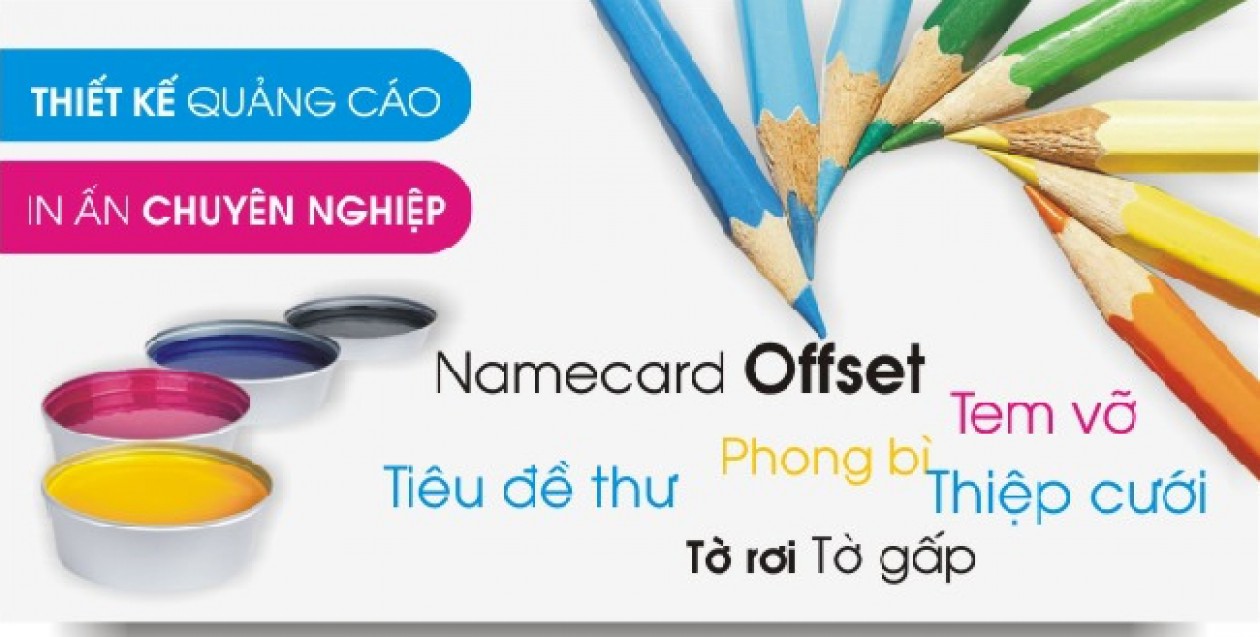 THIẾT KẾ QUẢNG CÁO
IN ẤN CHUYÊN NGHIỆP
Namecard Offset
Tem vỡ
Phong bì
Tiêu đề thư
Thiệp cưới
Tờ rơi Tờ gấp